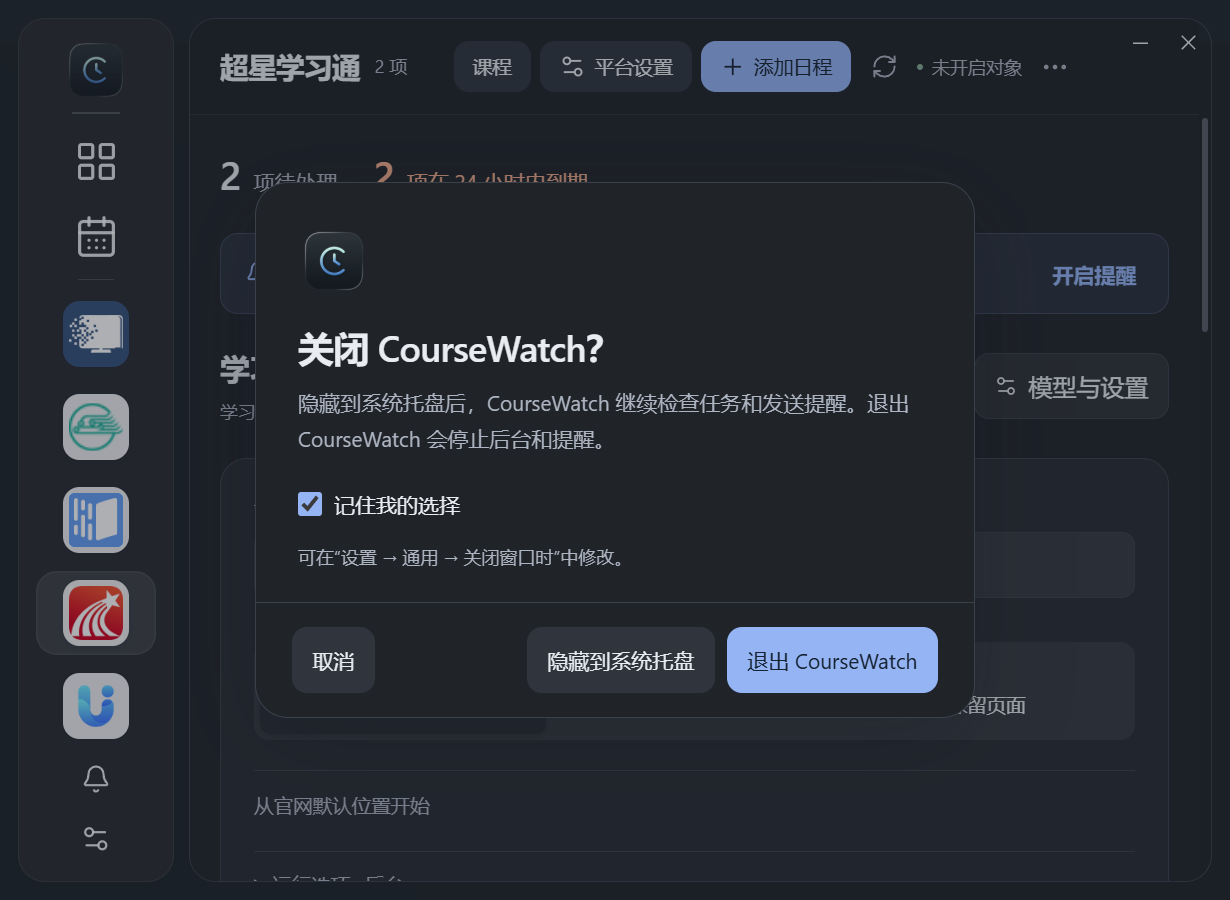 超星学习通 2 项 课程 平台设置 添加日程 未开启对象
2 项待处理 2 项在 24 小时内到期
开启提醒
关闭 CourseWatch?
模型与设置
隐藏到系统托盘后，CourseWatch 继续检查任务和发送提醒。退出
CourseWatch 会停止后台和提醒。
记住我的选择
可在“设置 → 通用 → 关闭窗口时”中修改。
取消 隐藏到系统托盘 退出 CourseWatch
留页面
从官网默认位置开始